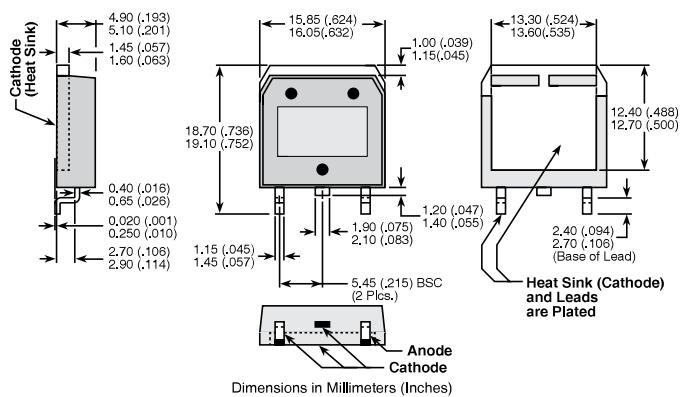 4.90 (.193)
5.10 (.201)
1.45 (.057)
1.60 (.063)
Cathode
(Heat Sink)
0.40 (.016)
0.65 (.026)
0.020 (.001)
0.250 (.010)
2.70 (.106)
2.90 (.114)
15.85 (.624)
16.05(.632)
1.00 (.039)
1.15(.045)
18.70 (.736)
19.10 (.752)
1.20 (.047)
1.40 (.055)
1.90 (.075)
2.10 (.083)
1.15 (.045)
1.45 (.057)
5.45 (.215) BSC
(2 Plcs.)
13.30 (.524)
13.60(.535)
12.40 (.488)
12.70 (.500)
2.40 (.094)
2.70 (.106)
(Base of Lead)
Heat Sink (Cathode)
and Leads
are Plated
Anode
Cathode
Dimensions in Millimeters (Inches)